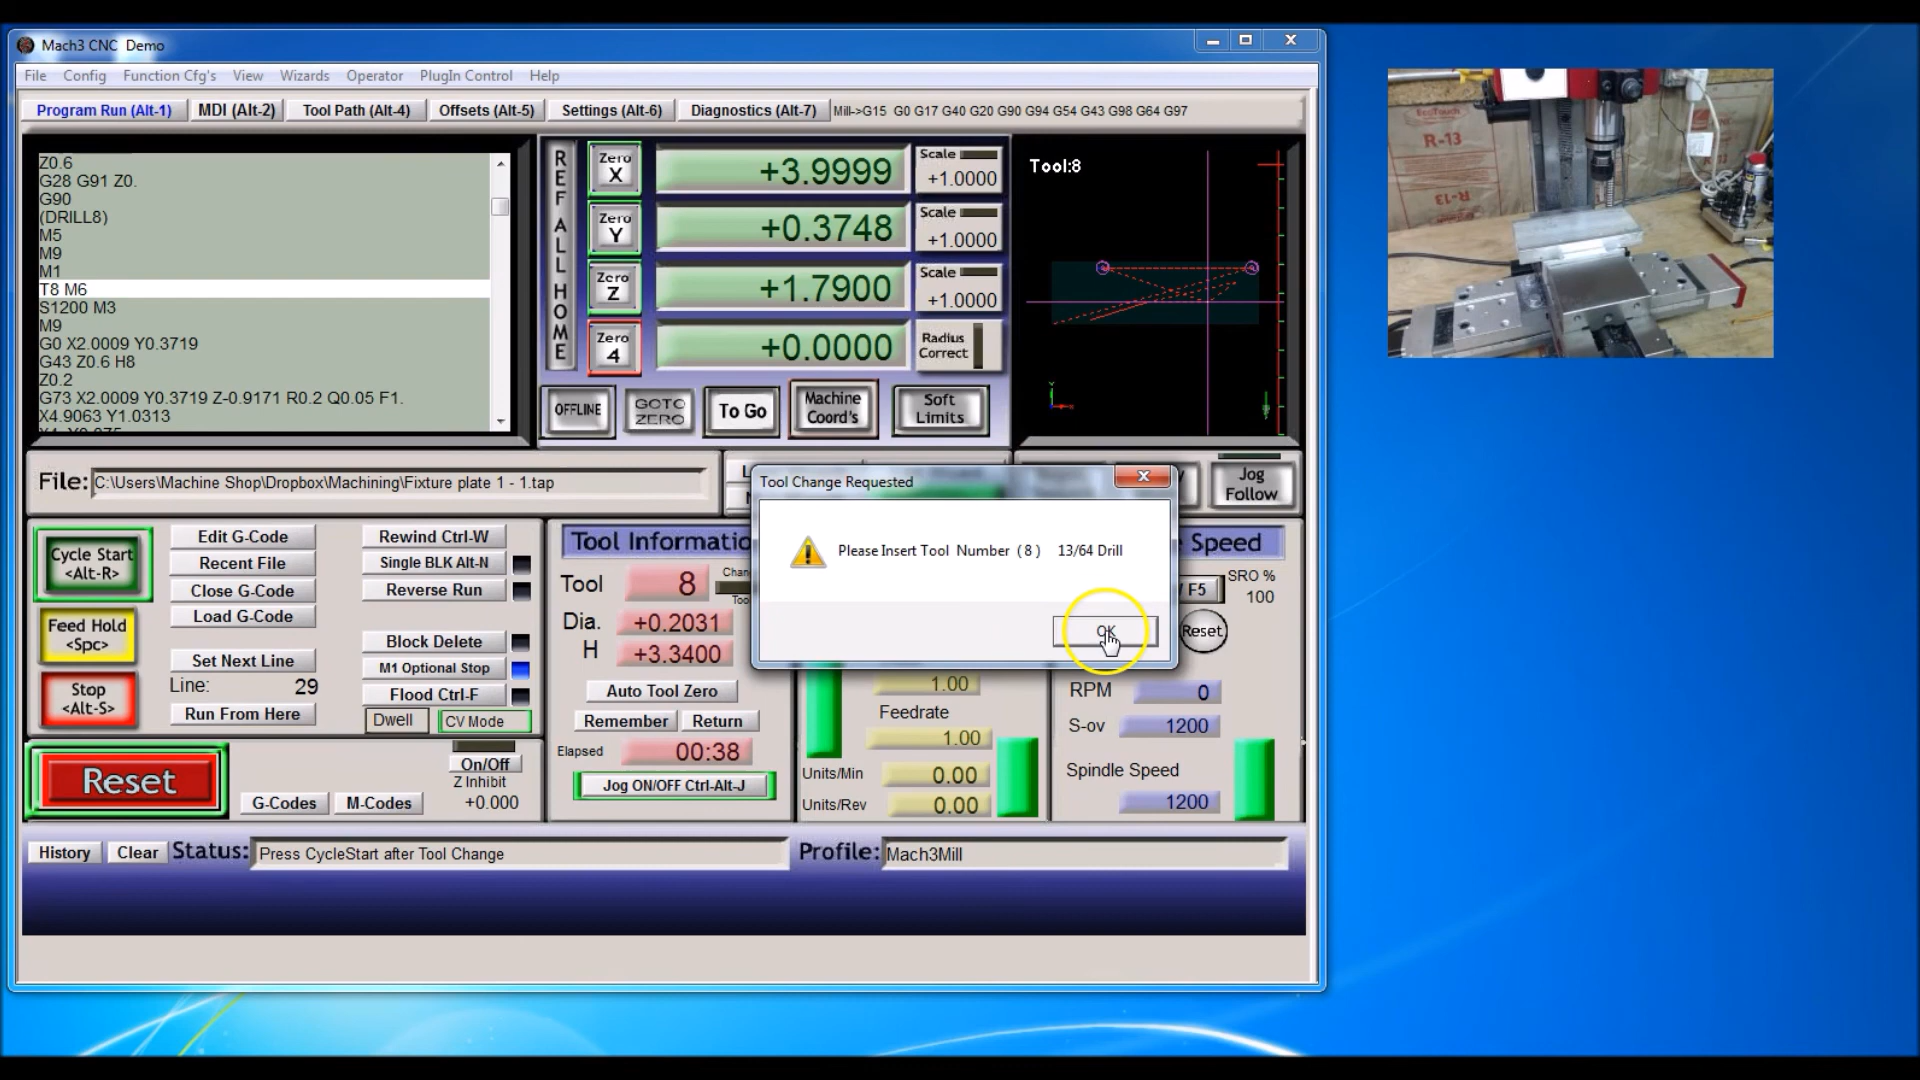 Mach3 CNC Demo
File Config Function Cfg's View Wizards Operator PlugIn Control Help
Program Run (Alt-1) MDI (Alt-2) Tool Path (Alt-4) Offsets (Alt-5) Settings (Alt-6) Diagnostics (Alt-7) Mill->G15 G0 G17 G40 G20 G90 G94 G54 G43 G98 G64 G97
Z0.6
G28 G91 Z0.
G90
(DRILL8)
M5
M9
M1
T8 M6
S1200 M3
M9
G0 X2.0009 Y0.3719
G43 Z0.6 H8
Z0.2
G73 X2.0009 Y0.3719 Z-0.9171 R0.2 Q0.05 F1.
X4.9063 Y1.0313
REF ALL HOME
Zero X +3.9999 Scale +1.0000
Zero Y +0.3748 Scale +1.0000
Zero Z +1.7900 Scale +1.0000
Zero 4 +0.0000 Radius Correct
OFFLINE GOTO ZERO To Go Machine Coord's Soft Limits
Tool:8
EcoTouch
R-13
R-13
File: C:\Users\Machine Shop\Dropbox\Machining\Fixture plate 1 - 1.tap
Jog Follow
Tool Change Requested
Please Insert Tool Number ( 8 ) 13/64 Drill
OK
Cycle Start <Alt-R>
Feed Hold <Spc>
Stop <Alt-S>
Edit G-Code
Recent File
Close G-Code
Load G-Code
Set Next Line
Line: 29
Run From Here
Rewind Ctrl-W
Single BLK Alt-N
Reverse Run
Block Delete
M1 Optional Stop
Flood Ctrl-F
Dwell CV Mode
Reset
G-Codes M-Codes
On/Off
Z Inhibit
+0.000
Tool Informatio
Tool 8
Dia. +0.2031
H +3.3400
Auto Tool Zero
Remember Return
Elapsed 00:38
Jog ON/OFF Ctrl-Alt-J
1.00
Feedrate
1.00
Units/Min 0.00
Units/Rev 0.00
Speed
F5
SRO %
100
Reset
RPM 0
S-ov 1200
Spindle Speed
1200
History Clear Status: Press CycleStart after Tool Change Profile: Mach3Mill